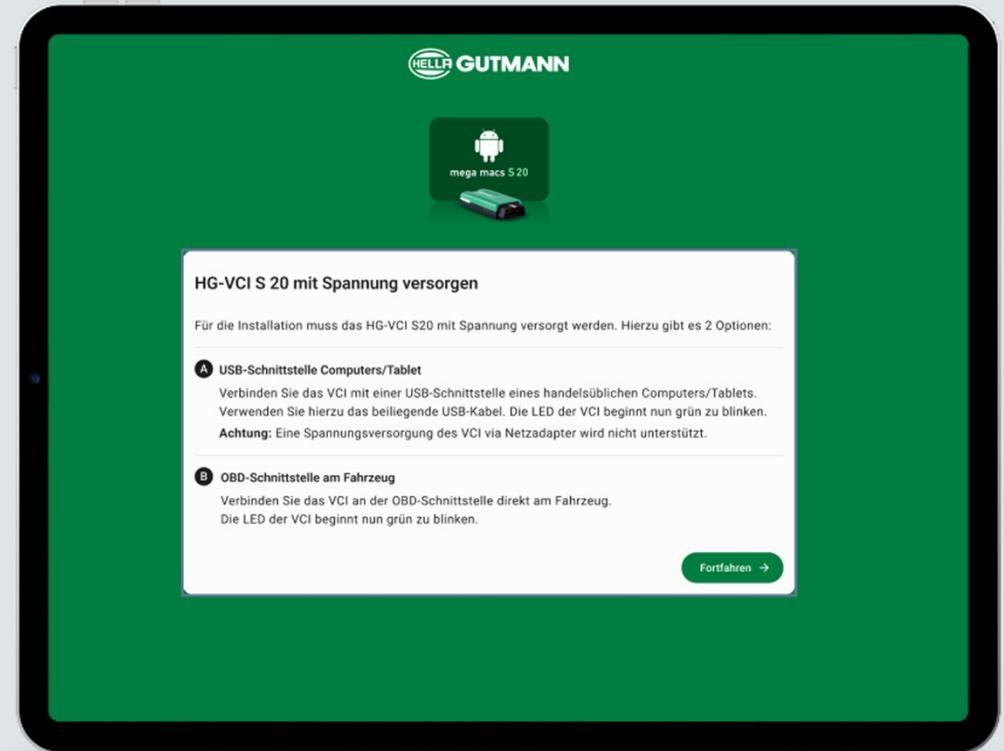 HELLA GUTMANN
mega macs S 20
HG-VCI S 20 mit Spannung versorgen
Für die Installation muss das HG-VCI S20 mit Spannung versorgt werden. Hierzu gibt es 2 Optionen:
A USB-Schnittstelle Computers/Tablet
Verbinden Sie das VCI mit einer USB-Schnittstelle eines handelsüblichen Computers/Tablets.
Verwenden Sie hierzu das beiliegende USB-Kabel. Die LED der VCI beginnt nun grün zu blinken.
Achtung: Eine Spannungsversorgung des VCI via Netzadapter wird nicht unterstützt.
B OBD-Schnittstelle am Fahrzeug
Verbinden Sie das VCI an der OBD-Schnittstelle direkt am Fahrzeug.
Die LED der VCI beginnt nun grün zu blinken.
Fortfahren →